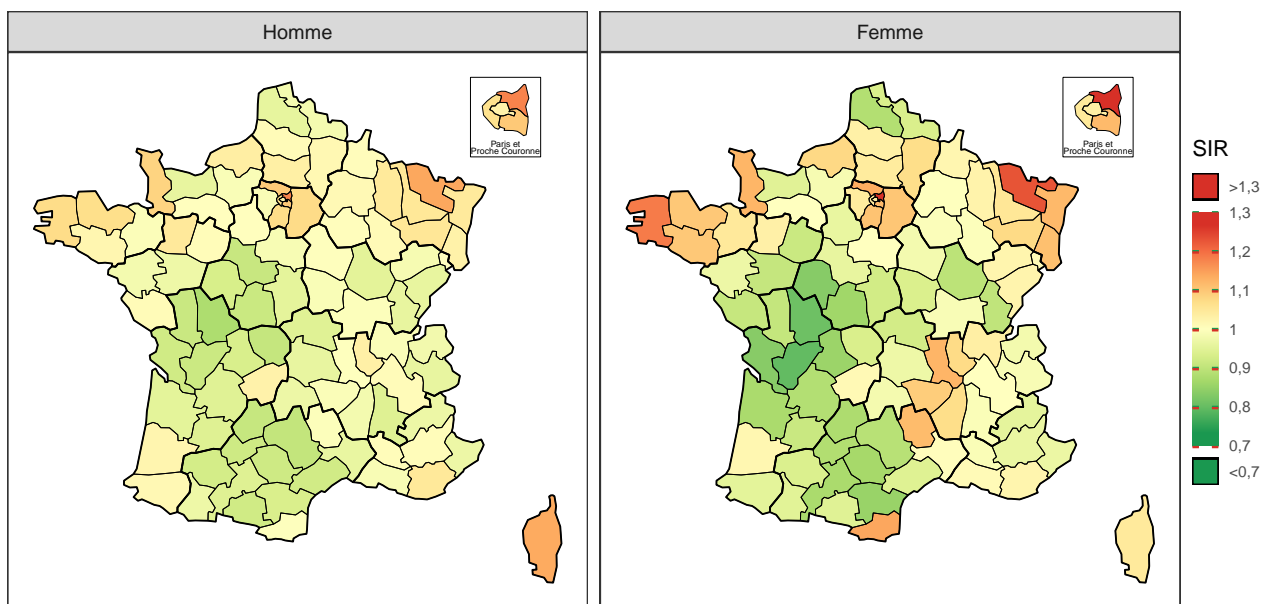 Homme
Femme
Paris et
Proche Couronne
Paris et
Proche Couronne
SIR
>1,3
1,3
1,2
1,1
1
0,9
0,8
0,7
<0,7